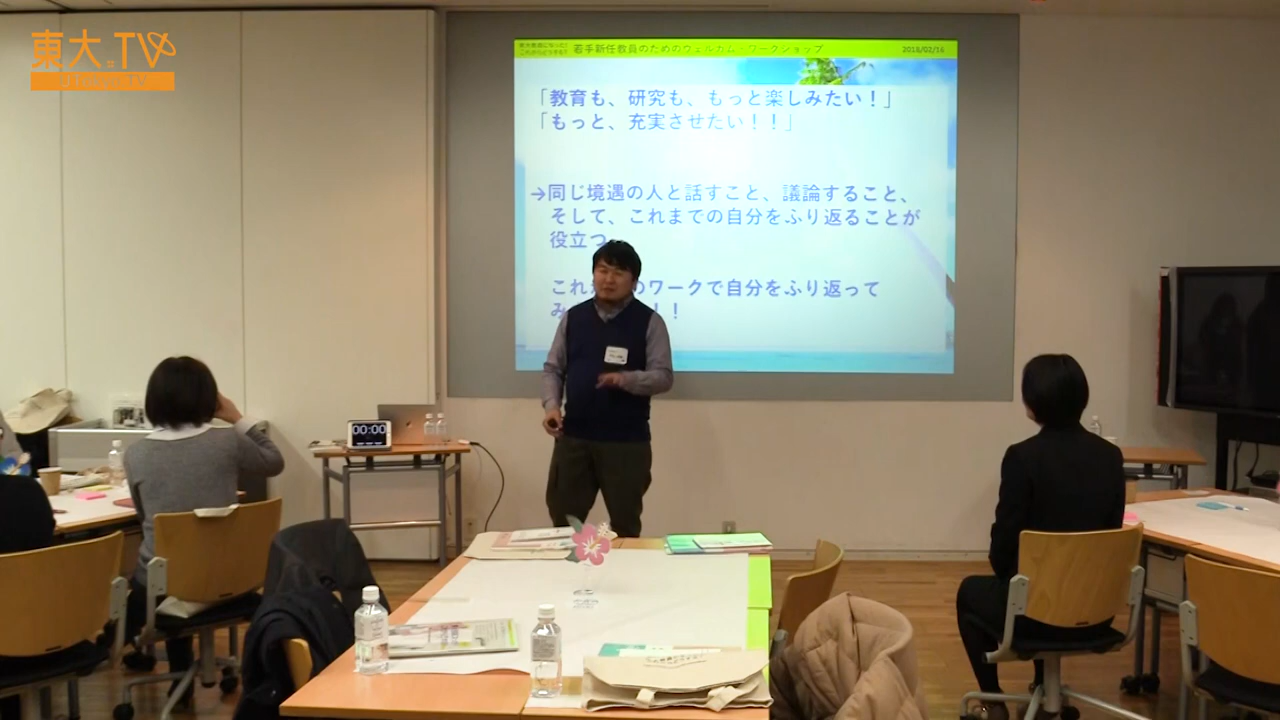 東大TV
UTokyo TV
若手新任教員のためのウェルカム・ワークショップ
2018/02/16
「教育も、研究も、もっと楽しみたい！」
「もっと、充実させたい！！」
→同じ境遇の人と話すこと、議論すること、
そして、これまでの自分をふり返ることが
役立つ
これ のワークで自分をふり返って
み ！！
00:00